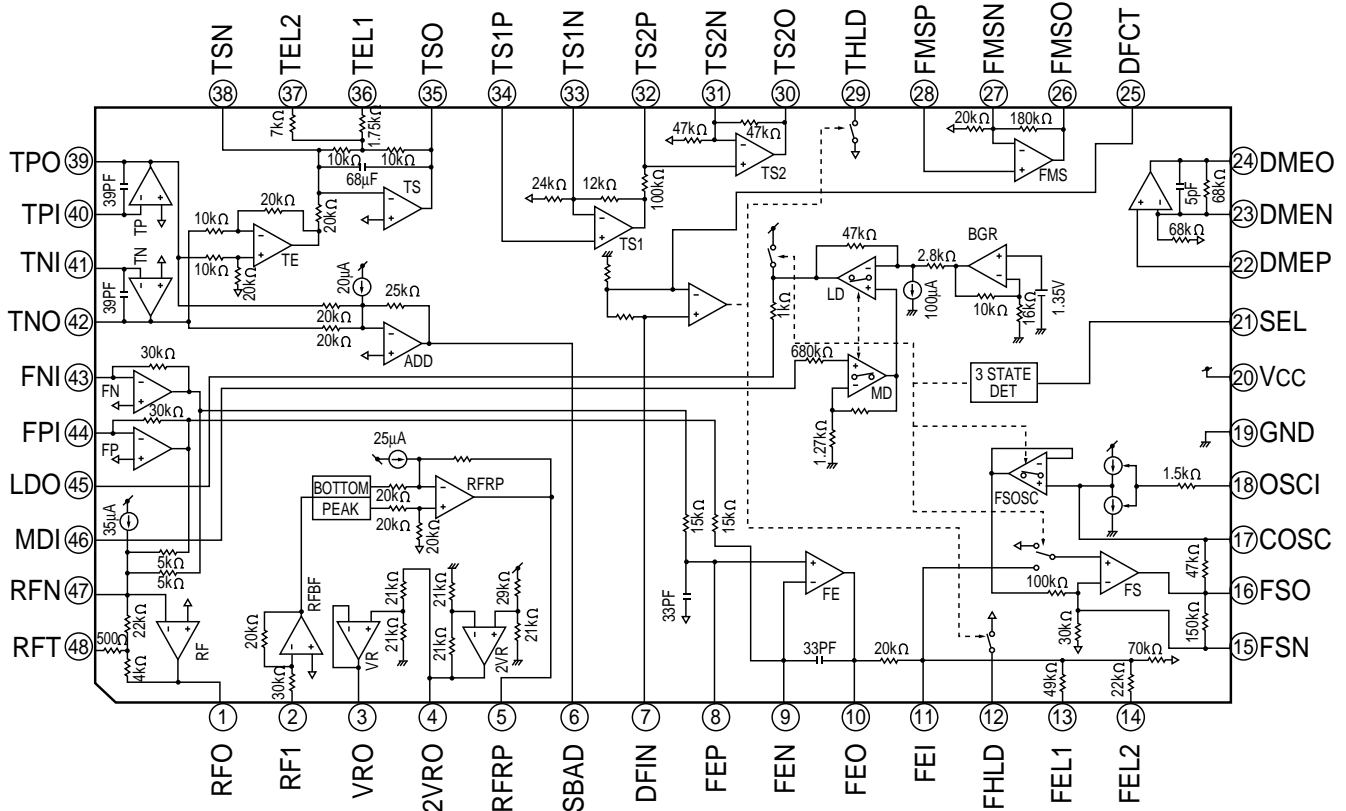 TSN
TEL2
TEL1
TSO
TS1P
TS1N
TS2P
TS2N
TS2O
THLD
FMSP
FMSN
FMSO
DFCT
38
37
36
35
34
33
32
31
30
29
28
27
26
25
7kΩ
1.75kΩ
10kΩ
10kΩ
68μF
TS
20kΩ
47kΩ
47kΩ
TS2
20kΩ
180kΩ
FMS
TPO 39
39PF
TP
TPI 40
TNI 41
TN
39PF
TNO 42
10kΩ
20kΩ
TE
10kΩ
20kΩ
24kΩ
12kΩ
100kΩ
TS1
24 DMEO
5pF
68kΩ
23 DMEN
68kΩ
22 DMEP
20μA
25kΩ
20kΩ
20kΩ
ADD
47kΩ
LD
1kΩ
2.8kΩ
BGR
100μA
10kΩ
16kΩ
1.35V
21 SEL
FNI 43
30kΩ
FN
680kΩ
MD
3 STATE
DET
20 VCC
FPI 44
30kΩ
FP
1.27kΩ
19 GND
LDO 45
25μA
BOTTOM
PEAK
20kΩ
20kΩ
20kΩ
RFRP
FSOSC
1.5kΩ
18 OSCI
35μA
MDI 46
5kΩ
5kΩ
15kΩ
15kΩ
17 COSC
47kΩ
RFN 47
22kΩ
RF
20kΩ
RFBF
VR
21kΩ
21kΩ
21kΩ
21kΩ
2VR
29kΩ
21kΩ
33PF
FE
100kΩ
FS
16 FSO
RFT 48
500Ω
4kΩ
30kΩ
33PF
20kΩ
30kΩ
150kΩ
15 FSN
70kΩ
49kΩ
22kΩ
1
2
3
4
5
6
7
8
9
10
11
12
13
14
RFO
RF1
VRO
2VRO
RFRP
SBAD
DFIN
FEP
FEN
FEO
FEI
FHLD
FEL1
FEL2